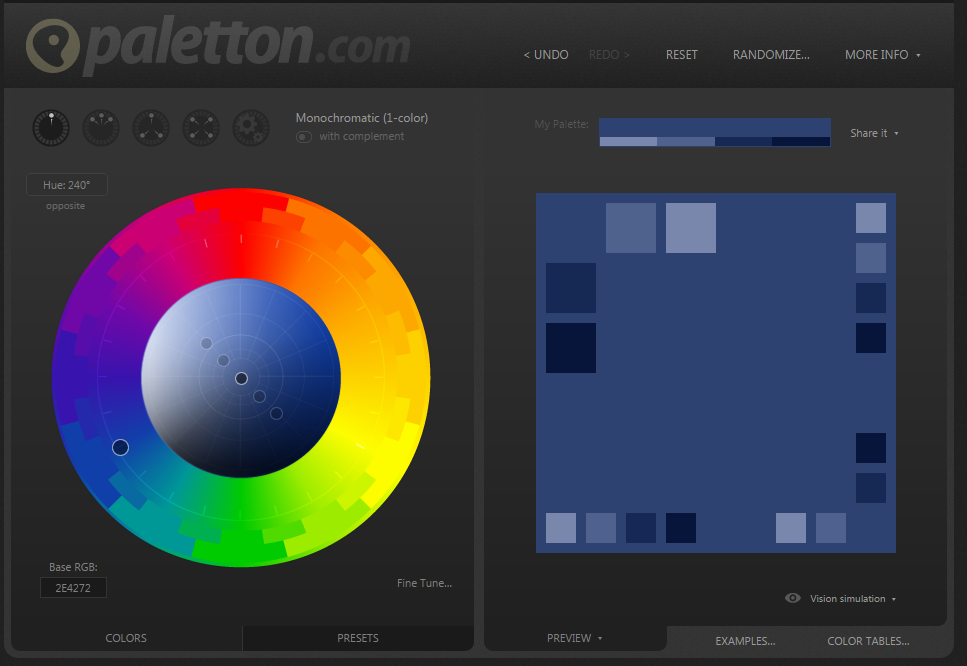 paletton.com
< UNDO
REDO >
RESET
RANDOMIZE...
MORE INFO
Monochromatic (1-color)
with complement
My Palette:
Share it
Hue: 240°
opposite
Base RGB:
2E4272
Fine Tune...
Vision simulation
COLORS
PRESETS
PREVIEW
EXAMPLES...
COLOR TABLES...